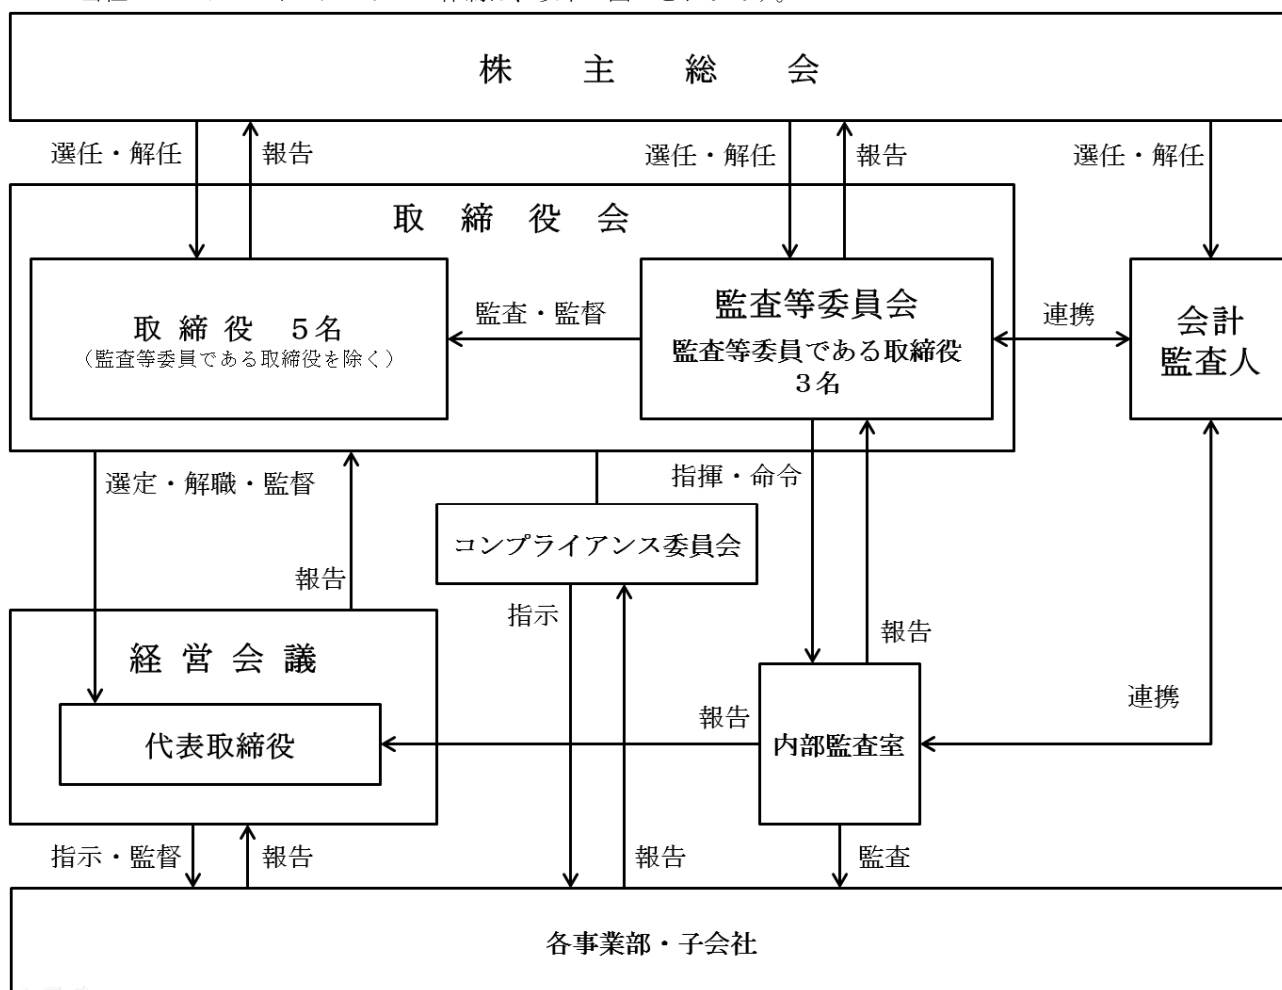 株主総会
選任・解任
報告
選任・解任
報告
選任・解任
取締役会
取締役 5名
（監査等委員である取締役を除く）
監査・監督
監査等委員会
監査等委員である取締役
３名
連携
会計
監査人
選定・解職・監督
報告
コンプライアンス委員会
指揮・命令
報告
指示
報告
経営会議
代表取締役
報告
内部監査室
連携
指示・監督
報告
監査
各事業部・子会社